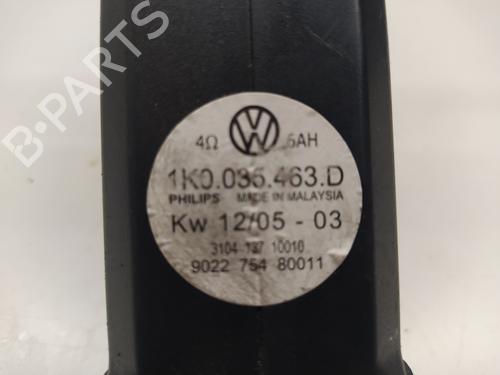 4Ω 5AH
1K0.035.463.D
PHILIPS MADE IN MALAYSIA
Kw 12/05 - 03
3104 137 10010
9022 754 80011
B-PARTS